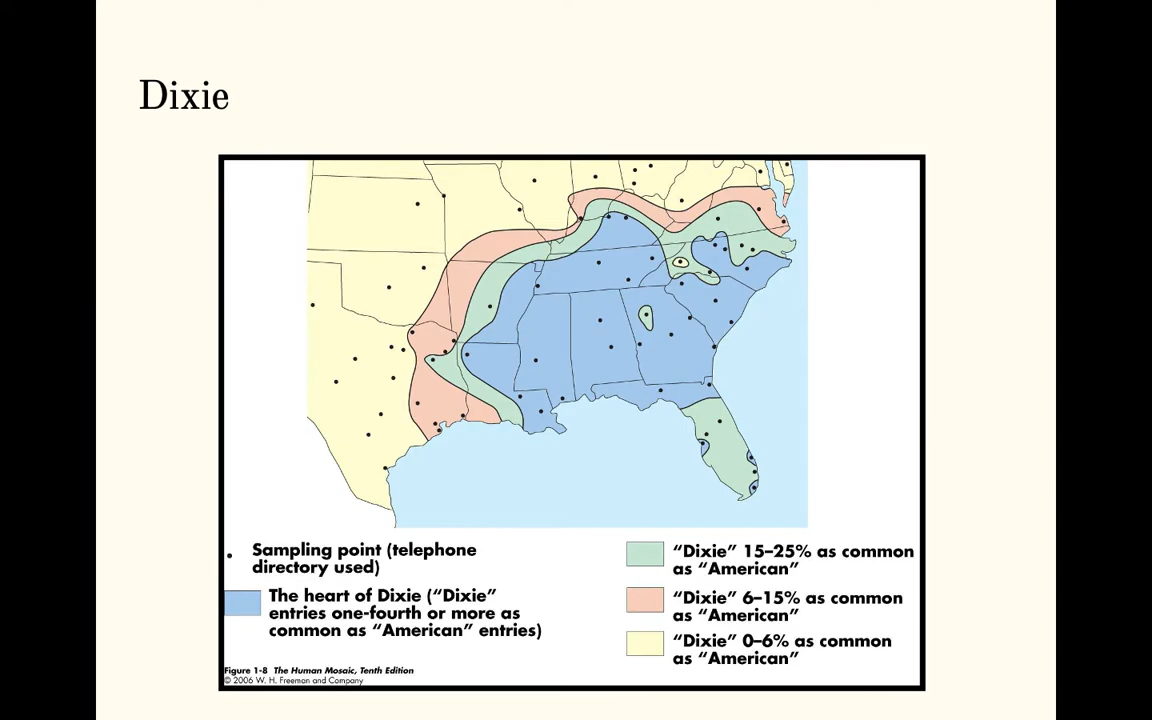 Dixie
Sampling point (telephone
directory used)
The heart of Dixie (“Dixie”
entries one-fourth or more as
common as “American” entries)
“Dixie” 15–25% as common
as “American”
“Dixie” 6–15% as common
as “American”
“Dixie” 0–6% as common
as “American”
Figure 1-8 The Human Mosaic, Tenth Edition
© 2006 W. H. Freeman and Company